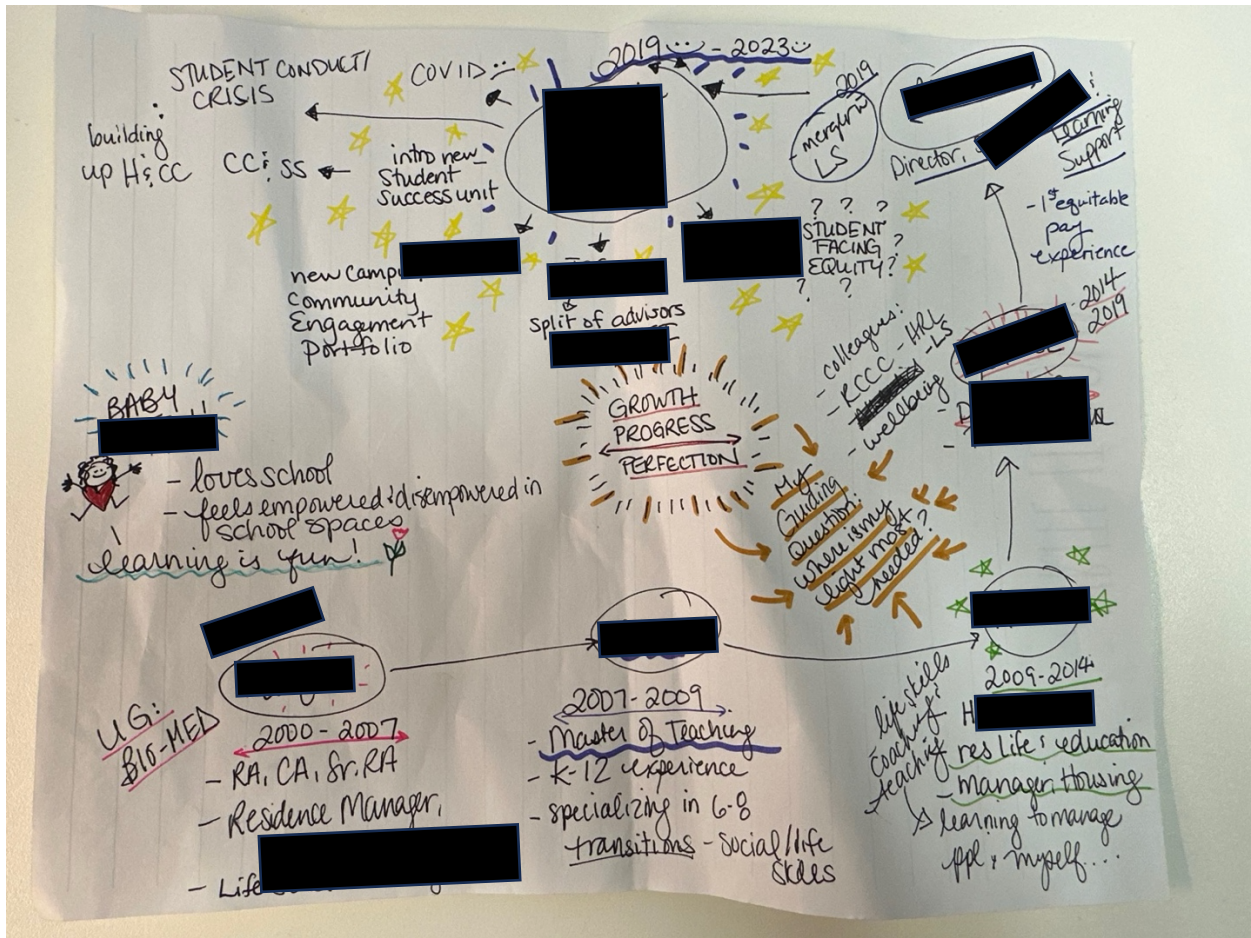 2019 - 2023
STUDENT CONDUCT/
CRISIS
COVID
building
up H&CC
CC & SS
intro new
Student
Success unit
new campu
Community
Engagement
portfolio
split of advisors
? ? ?
STUDENT
FACING ?
EQUITY?
? ?
2019
- merger w
LS
Director,
Learning
Support
- 1st equitable
pay
experience
2014
2019
- colleagues:
- RCCC - HRL
- LS
- wellbeing
BABY
- loves school
- feels empowered & disempowered in
school spaces
learning is fun!
GROWTH
PROGRESS
PERFECTION
My
Guiding
Question:
Where is my
light most
needed?
UG:
BIO-MED
2000 - 2007
- RA, CA, Sr. RA
- Residence Manager,
- Life
2007 - 2009
- Master of Teaching
- K-12 experience
- specializing in 6-8
transitions - social/life
skills
2009-2014
H
res life & education
- manager, Housing
learning to manage
ppl & myself....
life skills
coaching &
teaching